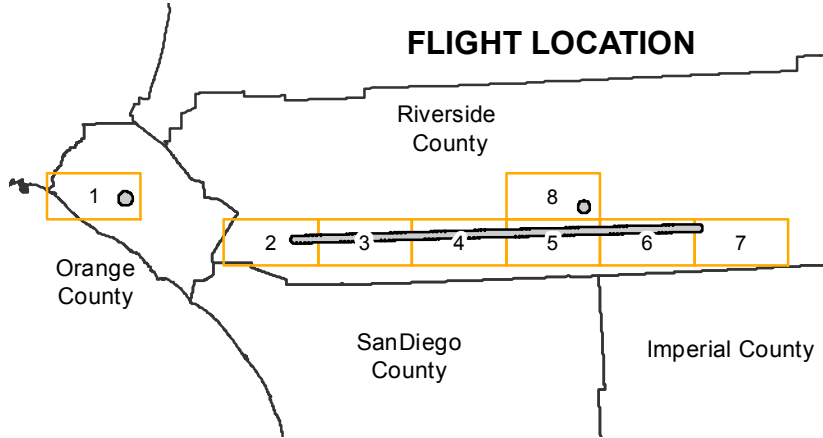 FLIGHT LOCATION
Riverside
County
1
8
2
3
4
5
6
7
Orange
County
SanDiego
County
Imperial County